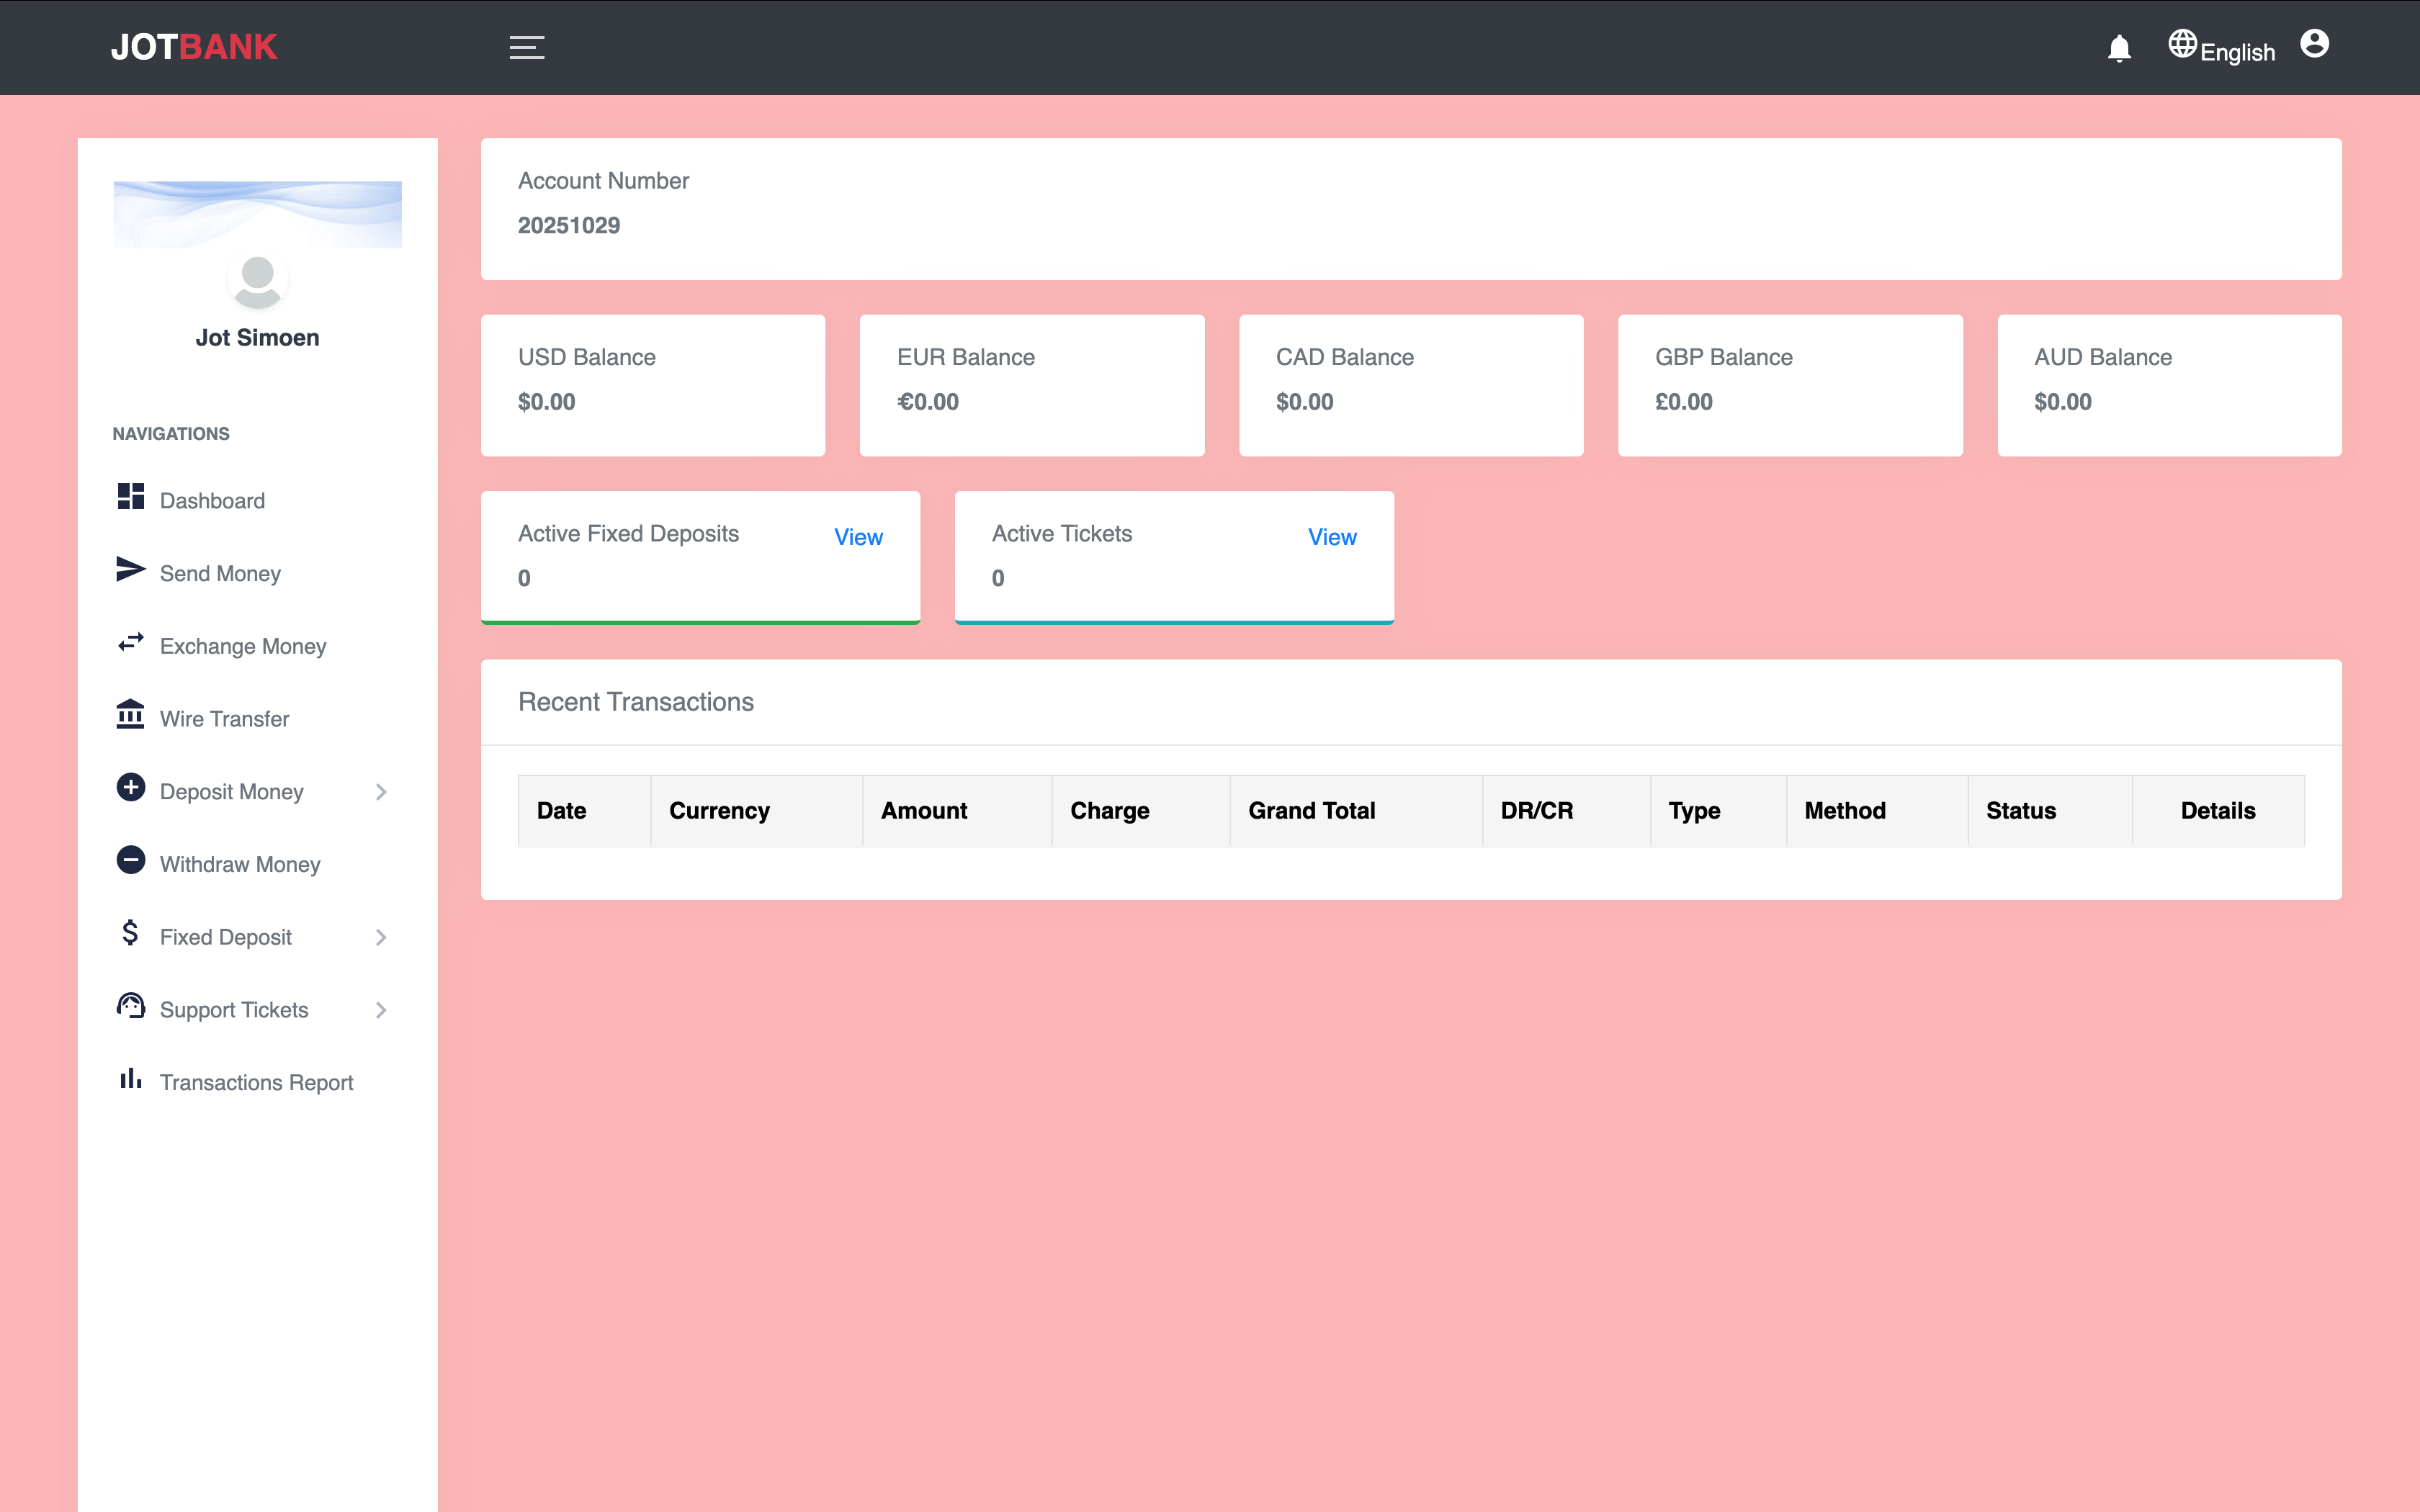 JOTBANK
English
Jot Simoen
NAVIGATIONS
Dashboard
Send Money
Exchange Money
Wire Transfer
Deposit Money
Withdraw Money
Fixed Deposit
Support Tickets
Transactions Report
Account Number
20251029
USD Balance
$0.00
EUR Balance
€0.00
CAD Balance
$0.00
GBP Balance
£0.00
AUD Balance
$0.00
Active Fixed Deposits View
0
Active Tickets View
0
Recent Transactions
Date Currency Amount Charge Grand Total DR/CR Type Method Status Details